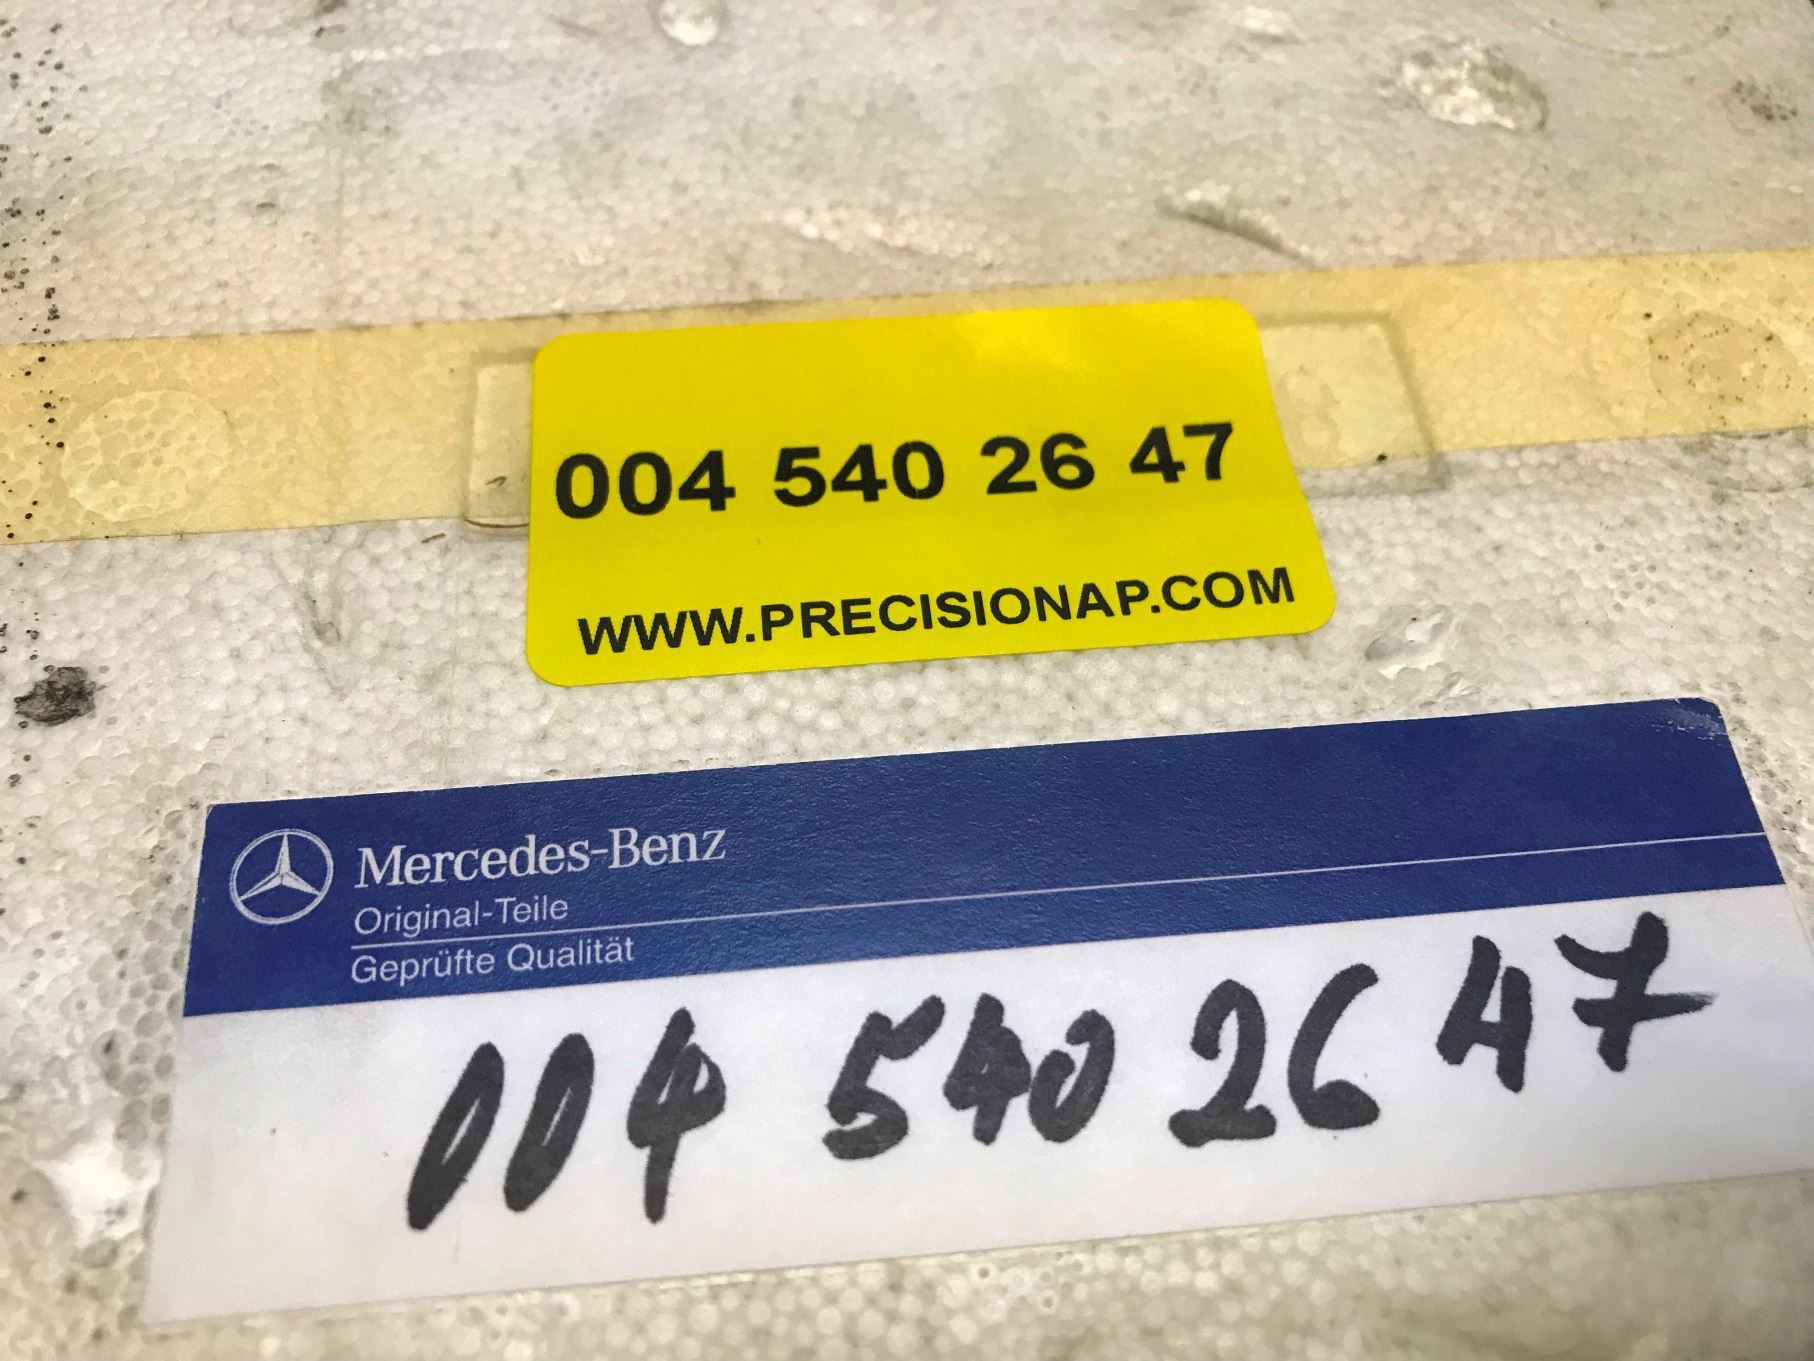 004 540 26 47
WWW.PRECISIONAP.COM
Mercedes-Benz
Original-Teile
Geprüfte Qualität
004 540 26 47